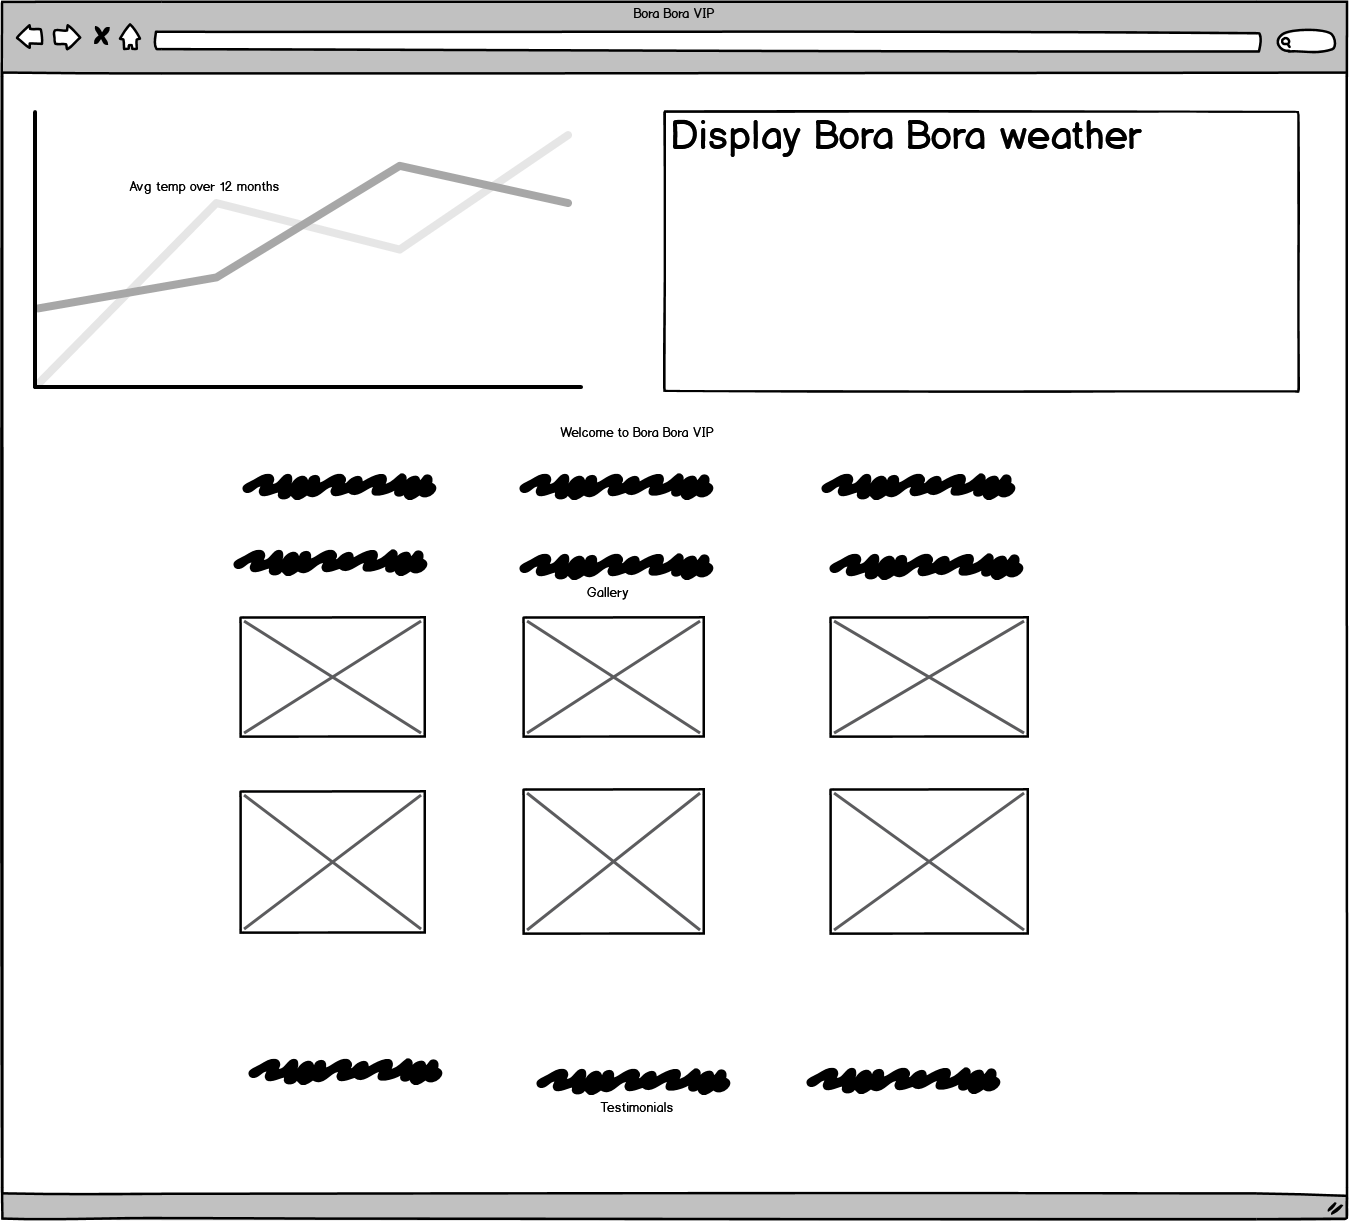 Bora Bora VIP
Avg temp over 12 months
Display Bora Bora weather
Welcome to Bora Bora VIP
Gallery
Testimonials